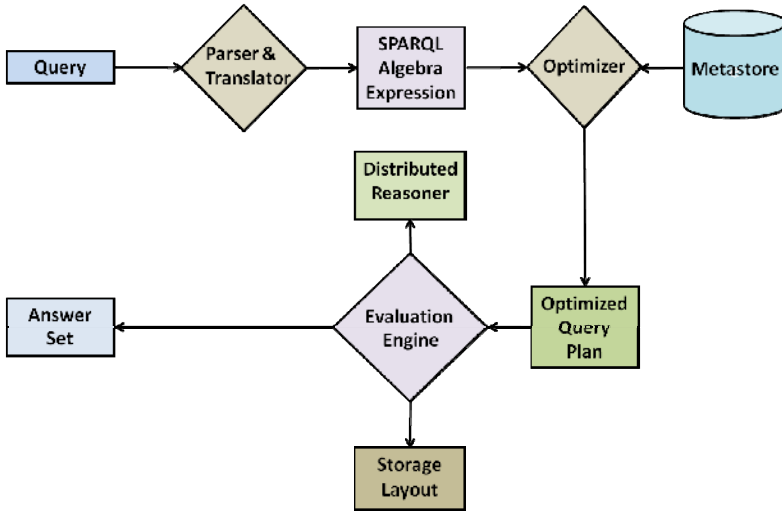 Query
Parser &
Translator
SPARQL
Algebra
Expression
Optimizer
Metastore
Distributed
Reasoner
Answer
Set
Evaluation
Engine
Optimized
Query
Plan
Storage
Layout